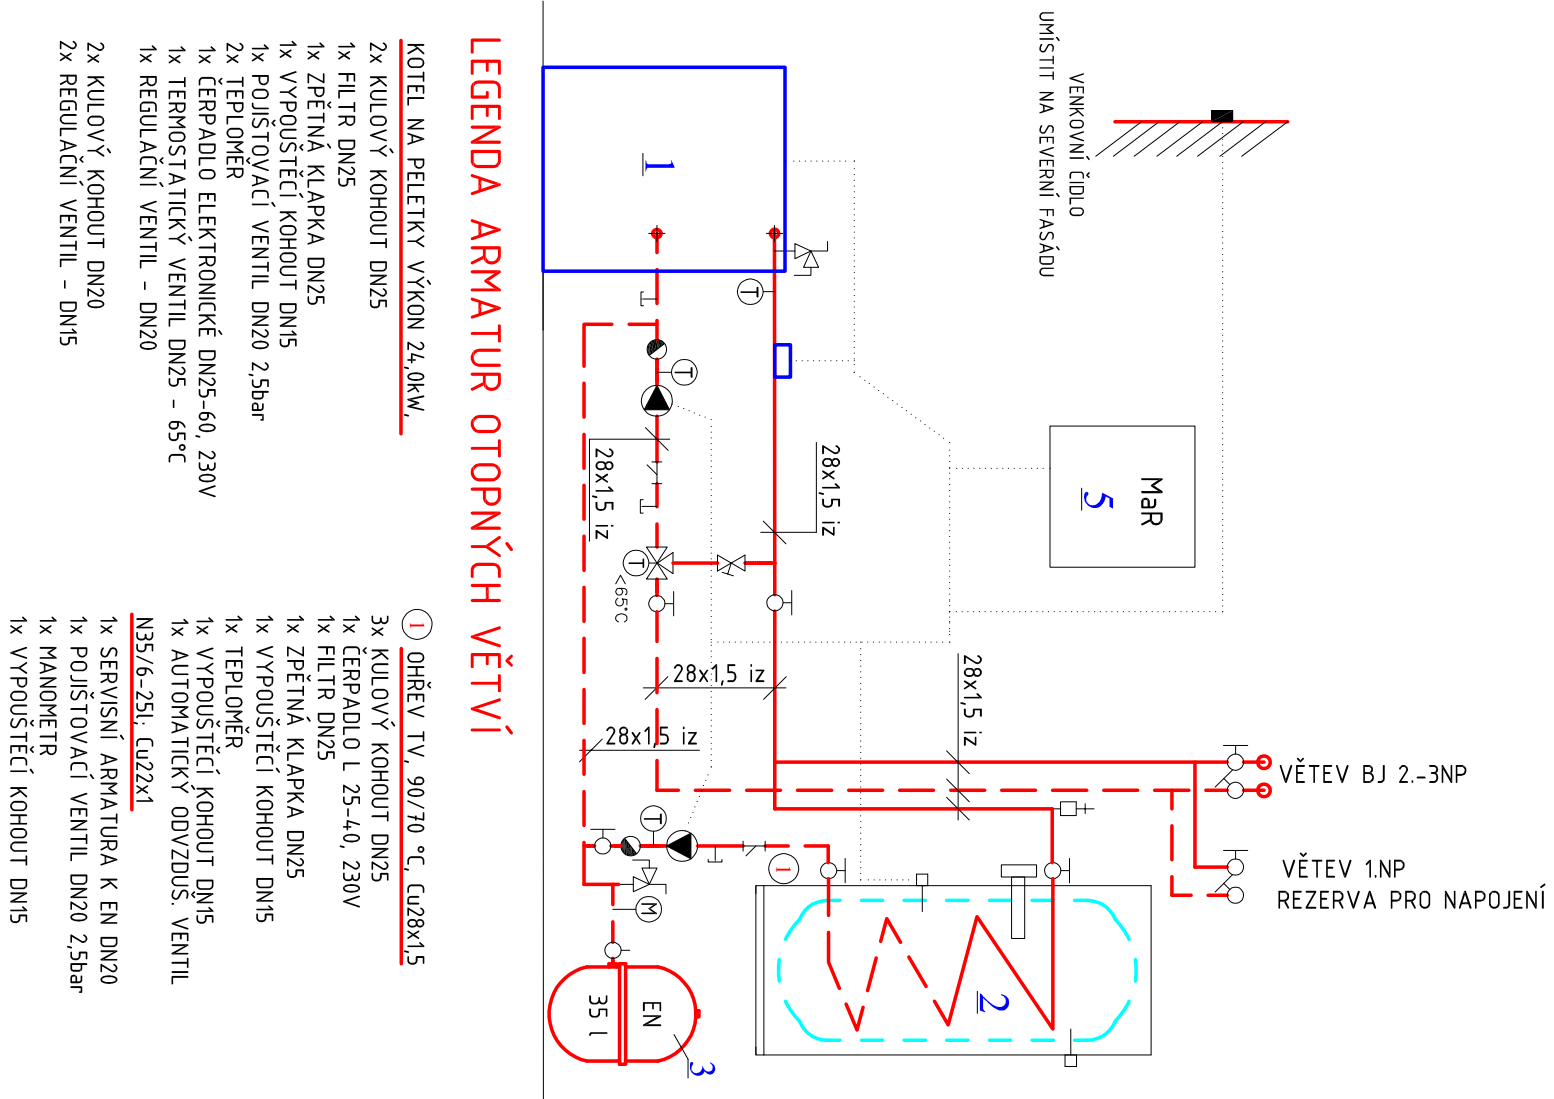 UMÍSTIT NA SEVERNÍ FASÁDU
VENKOVNÍ ČIDLO
MaR
5
1
T
28x1,5 iz
T
28x1,5 iz
T
<65°C
28x1,5 iz
28x1,5 iz
28x1,5 iz
VĚTEV BJ 2.-3NP
VĚTEV 1.NP
REZERVA PRO NAPOJENÍ
T
1
M
2
EN
35 l
3
LEGENDA ARMATUR OTOPNÝCH VĚTVÍ
KOTEL NA PELETKY VÝKON 24,0kW,
2x KULOVÝ KOHOUT DN25
1x FILTR DN25
1x ZPĚTNÁ KLAPKA DN25
1x VYPOUŠTĚCÍ KOHOUT DN15
1x POJIŠŤOVACÍ VENTIL DN20 2,5bar
2x TEPLOMĚR
1x ČERPADLO ELEKTRONICKÉ DN25-60, 230V
1x TERMOSTATICKÝ VENTIL DN25 - 65°C
1x REGULAČNÍ VENTIL - DN20
2x KULOVÝ KOHOUT DN20
2x REGULAČNÍ VENTIL - DN15
1 OHŘEV TV, 90/70 °C, Cu28x1,5
3x KULOVÝ KOHOUT DN25
1x ČERPADLO L 25-40, 230V
1x FILTR DN25
1x ZPĚTNÁ KLAPKA DN25
1x VYPOUŠTĚCÍ KOHOUT DN15
1x TEPLOMĚR
1x VYPOUŠTĚCÍ KOHOUT DN15
1x AUTOMATICKÝ ODVZDUŠ. VENTIL
N35/6-25l; Cu22x1
1x SERVISNÍ ARMATURA K EN DN20
1x POJIŠŤOVACÍ VENTIL DN20 2,5bar
1x MANOMETR
1x VYPOUŠTĚCÍ KOHOUT DN15